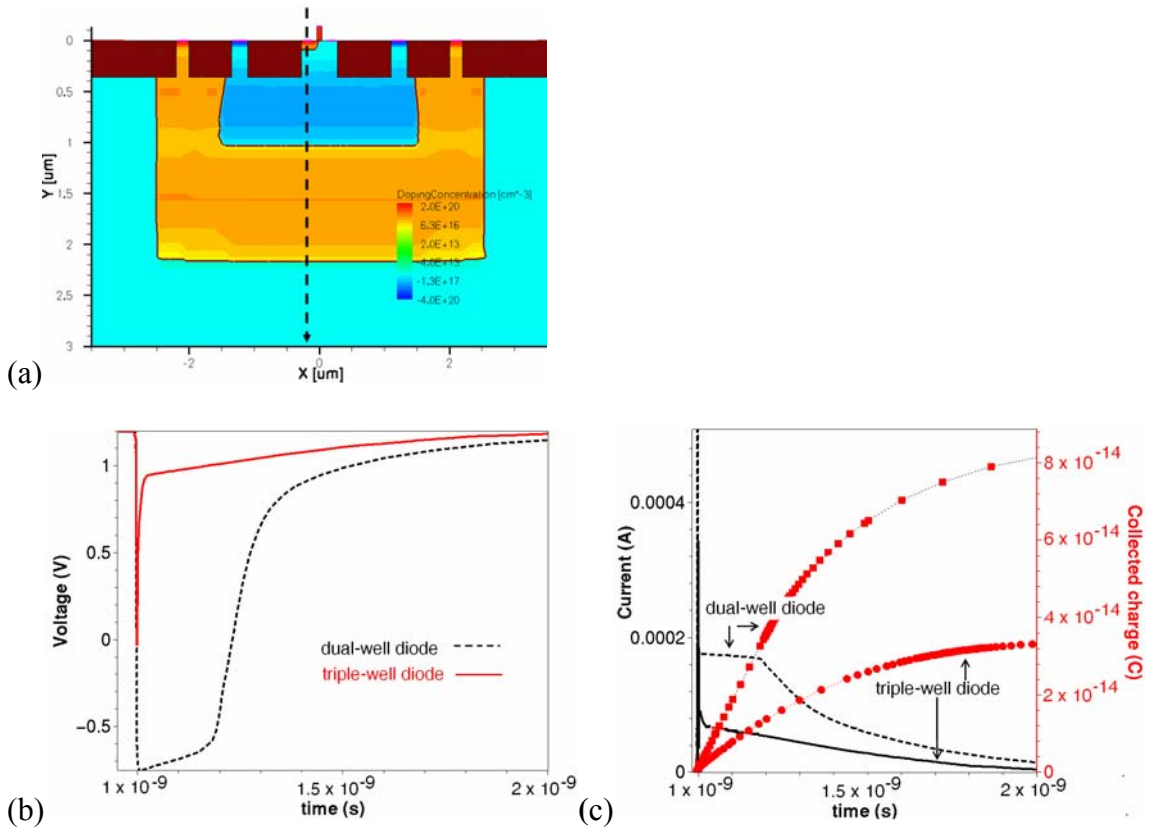 0
0.5
1
1.5
2
2.5
3
Y [um]
-2
0
2
X [um]
DopingConcentration [cm^-3]
2.0E+20
6.3E+16
2.0E+13
-4.0E+13
-1.3E+17
-4.0E+20
(a)
1
0.5
0
−0.5
Voltage (V)
dual-well diode
triple-well diode
1 x 10-9
1.5 x 10-9
2 x 10-9
time (s)
(b)
0.0004
0.0002
0
Current (A)
dual-well diode
triple-well diode
8 x 10-14
6 x 10-14
4 x 10-14
2 x 10-14
0
Collected charge (C)
1 x 10-9
1.5 x 10-9
2 x 10-9
time (s)
(c)